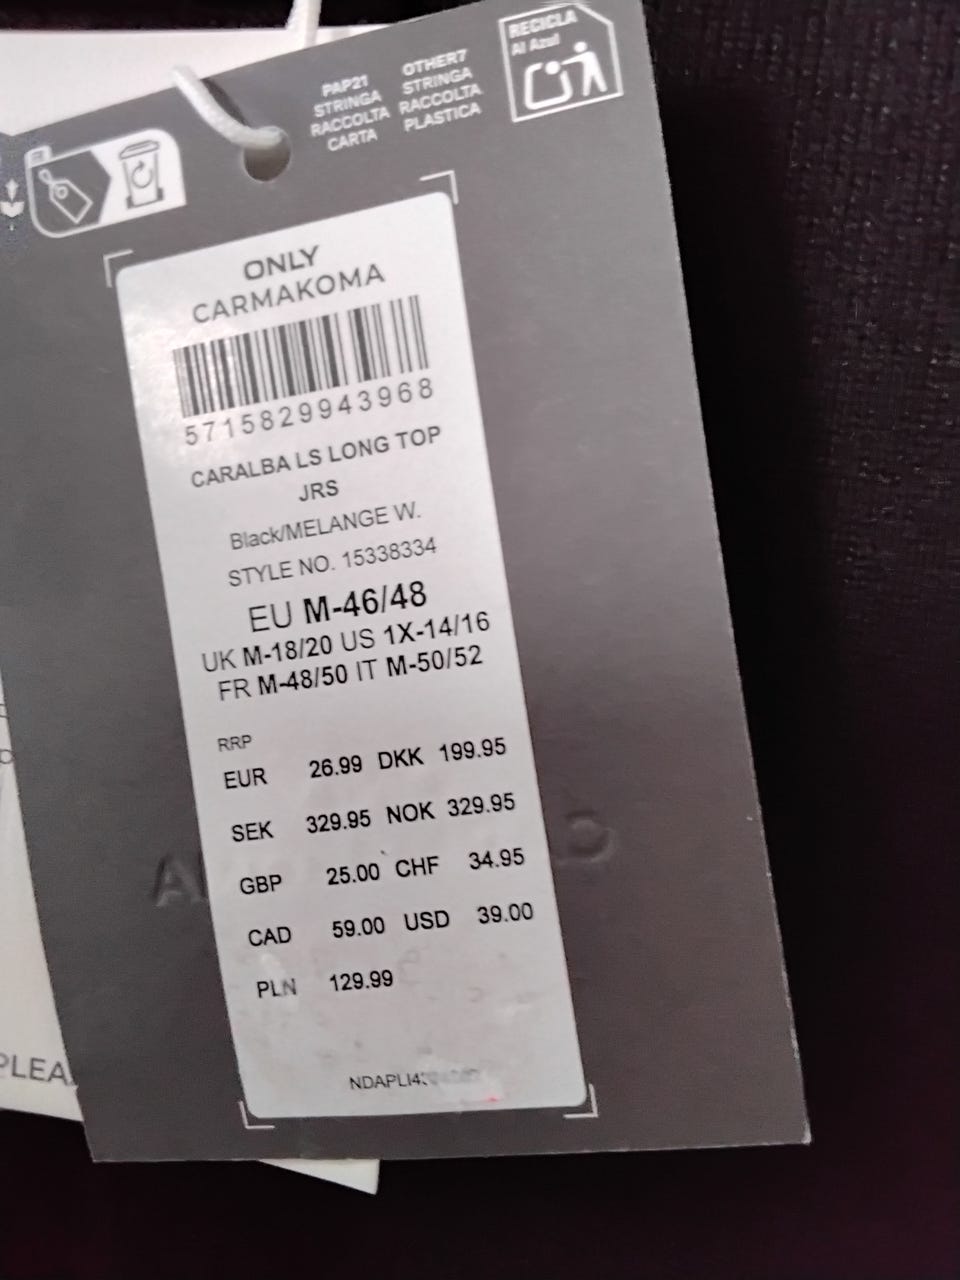 PAP21
STRINGA
RACCOLTA
CARTA
OTHER7
STRINGA
RACCOLTA
PLASTICA
RECICLA
Al Azul
FR
ONLY
CARMAKOMA
5715829943968
CARALBA LS LONG TOP
JRS
Black/MELANGE W.
STYLE NO. 15338334
EU M-46/48
UK M-18/20 US 1X-14/16
FR M-48/50 IT M-50/52
RRP
EUR 26.99 DKK 199.95
SEK 329.95 NOK 329.95
GBP 25.00 CHF 34.95
CAD 59.00 USD 39.00
PLN 129.99